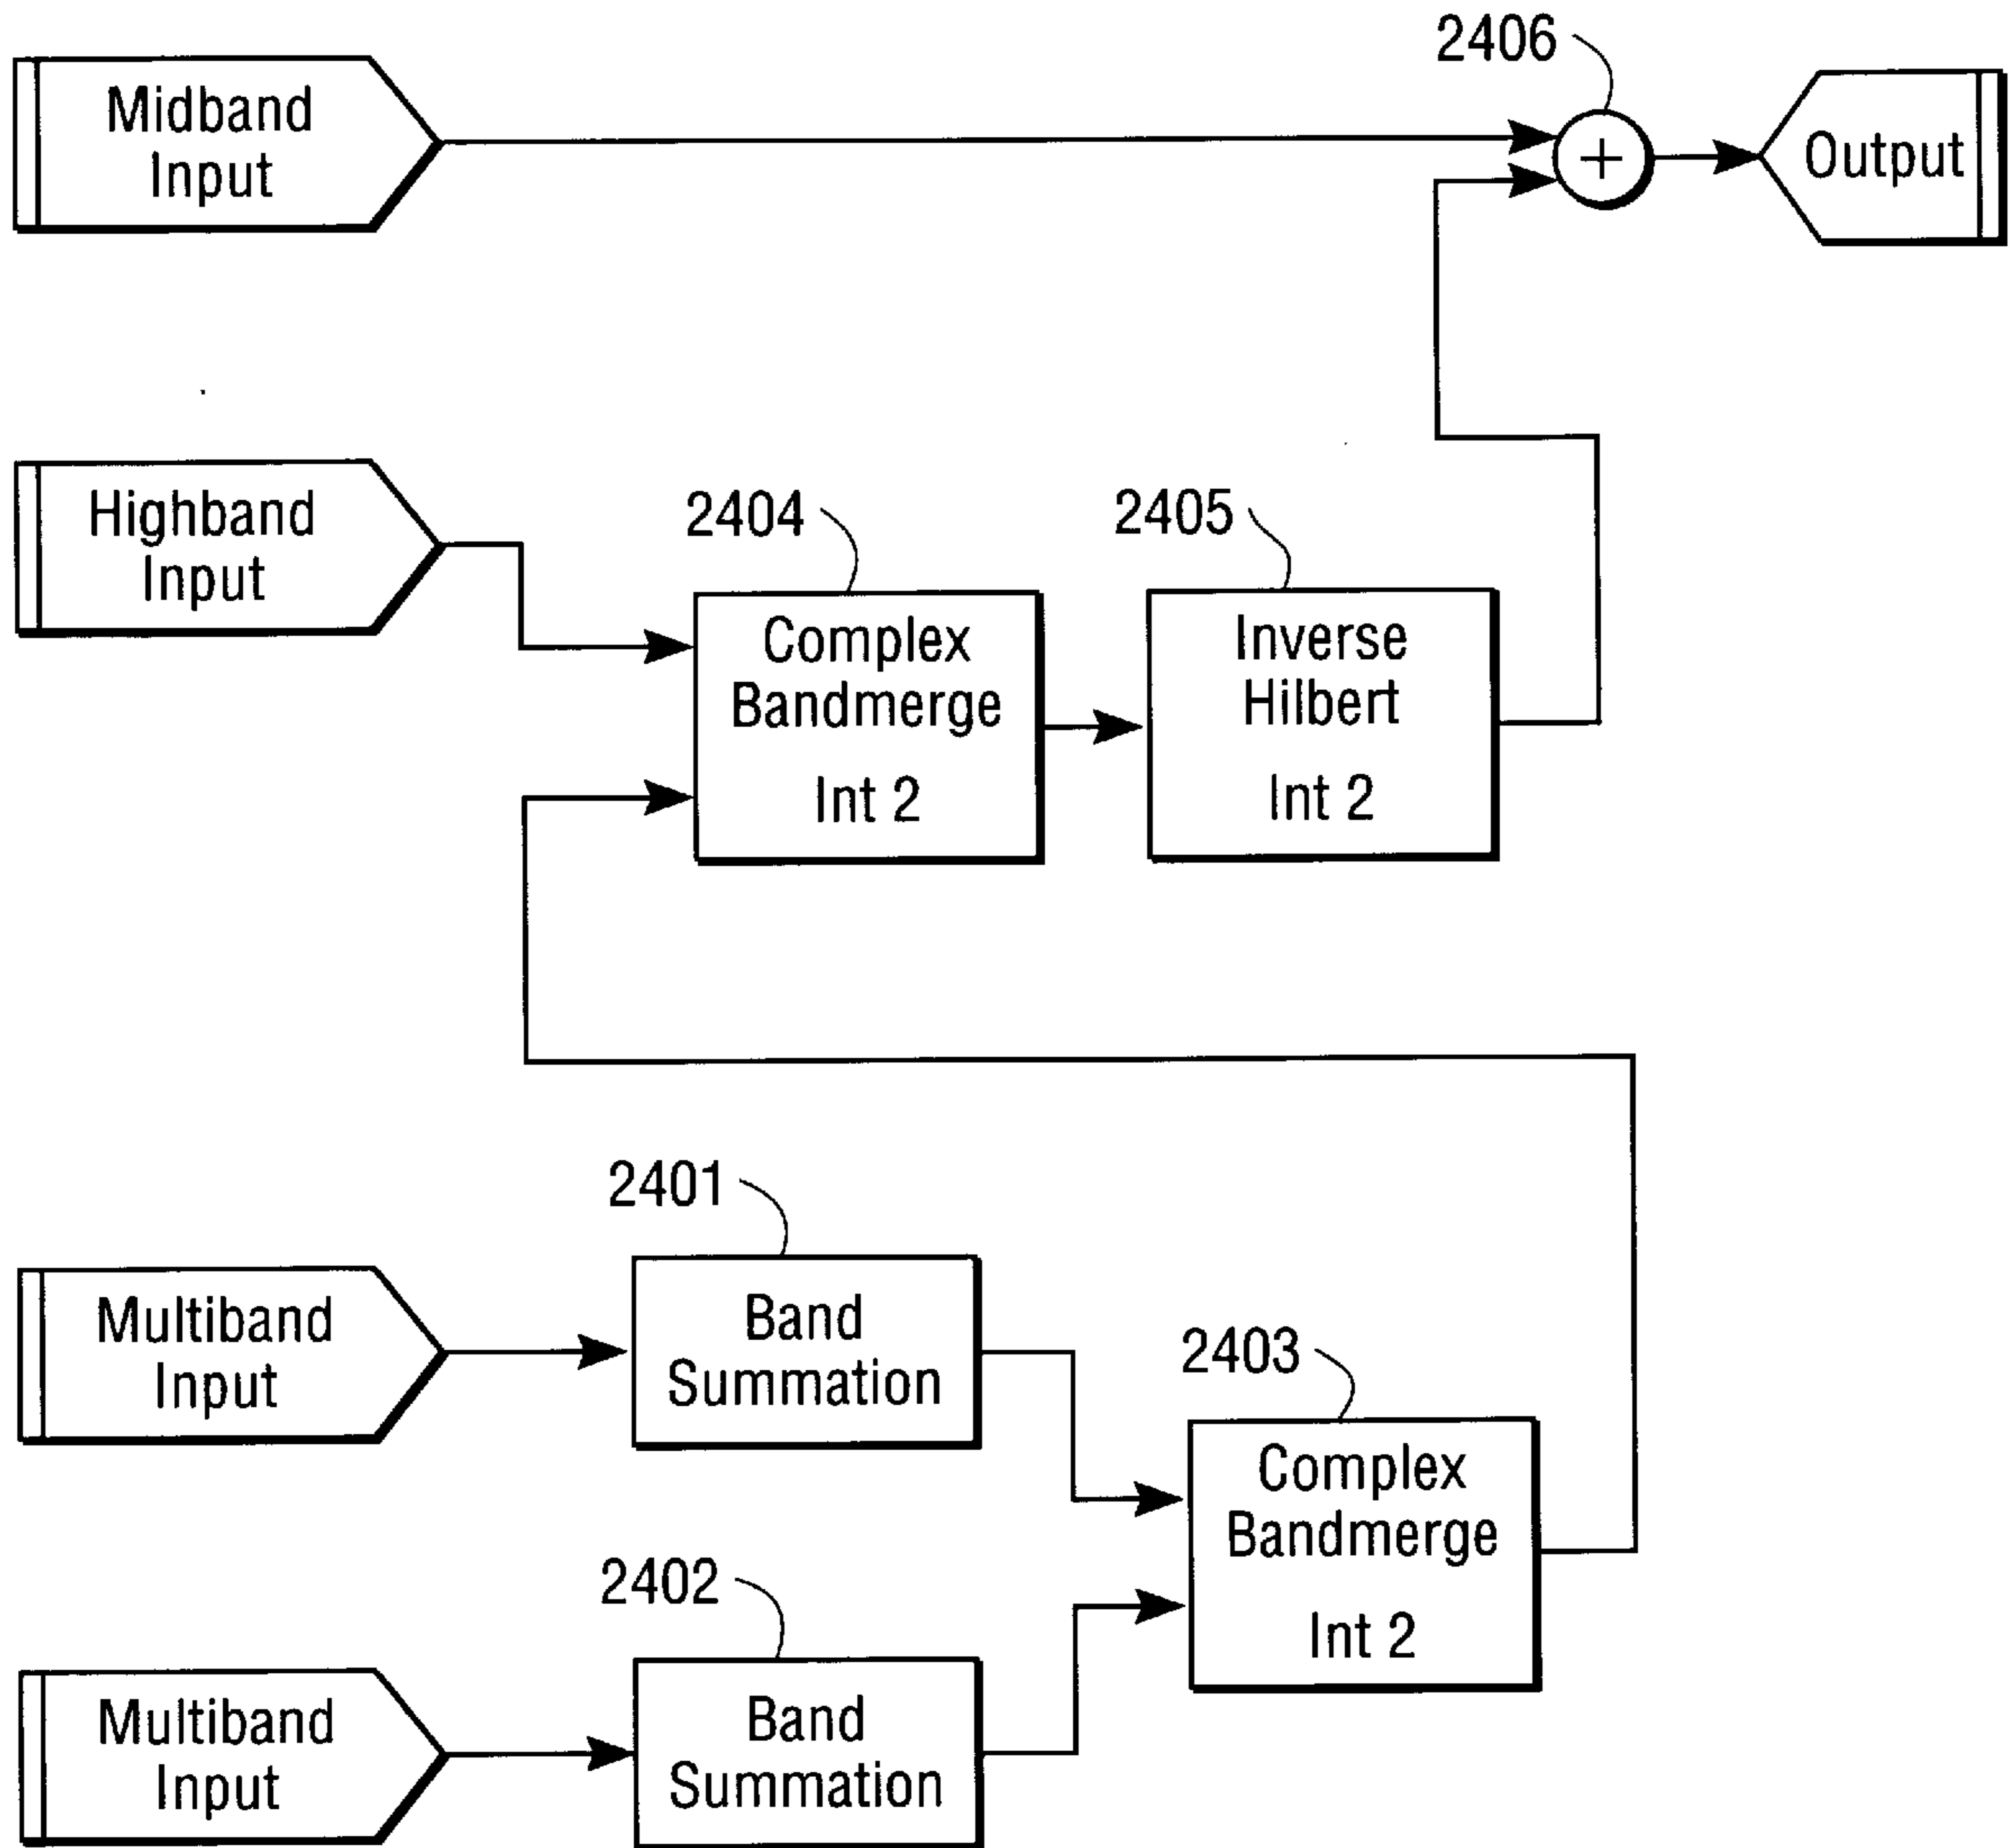 2406
Midband
Input
Output
Highband
Input
2404
2405
Complex
Bandmerge
Int 2
Inverse
Hilbert
Int 2
2401
Multiband
Input
Band
Summation
2403
Complex
Bandmerge
Int 2
2402
Multiband
Input
Band
Summation